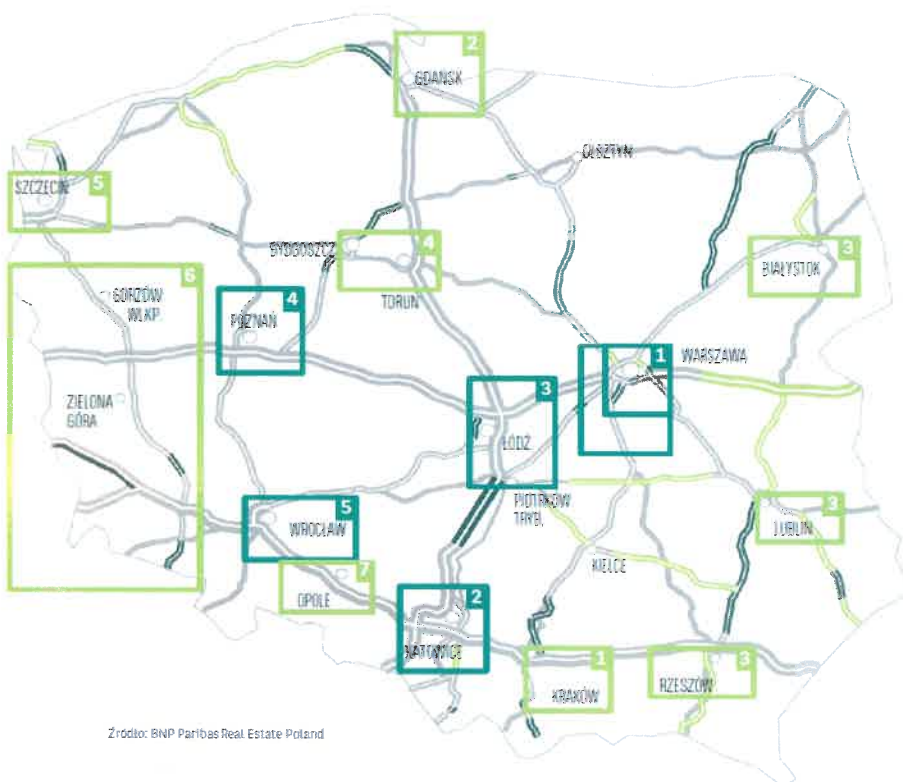 2
GDAŃSK
OLSZTYN
SZCZECIN
5
BYDGOSZCZ
4
TORUŃ
3
BIAŁYSTOK
6
GORZÓW
WLKP.
4
POZNAŃ
1
WARSZAWA
ZIELONA
GÓRA
3
ŁÓDŹ
PIOTRKÓW
TRYB.
5
WROCŁAW
3
LUBLIN
KIELCE
7
OPOLE
2
KATOWICE
1
KRAKÓW
3
RZESZÓW
Źródło: BNP Paribas Real Estate Poland